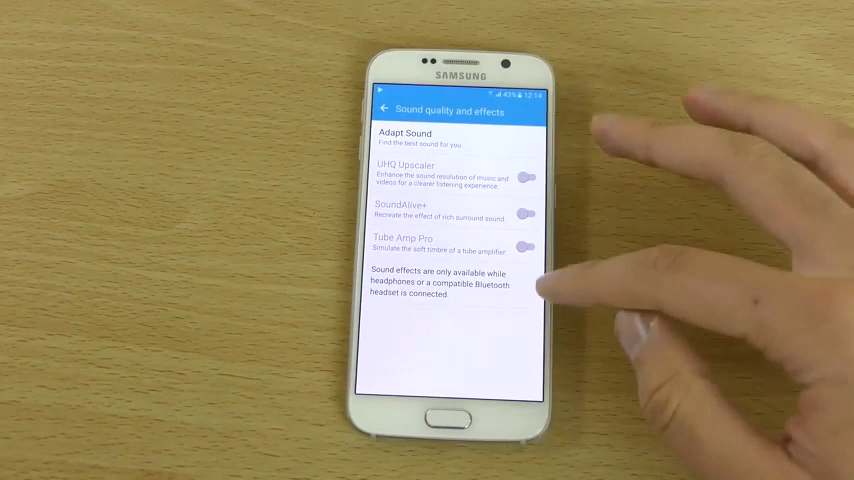 SAMSUNG
43% 12:14
Sound quality and effects
Adapt Sound
Find the best sound for you.
UHQ Upscaler
Enhance the sound resolution of music and
videos for a clearer listening experience.
SoundAlive+
Recreate the effect of rich surround sound.
Tube Amp Pro
Simulate the soft timbre of a tube amplifier.
Sound effects are only available while
headphones or a compatible Bluetooth
headset is connected.